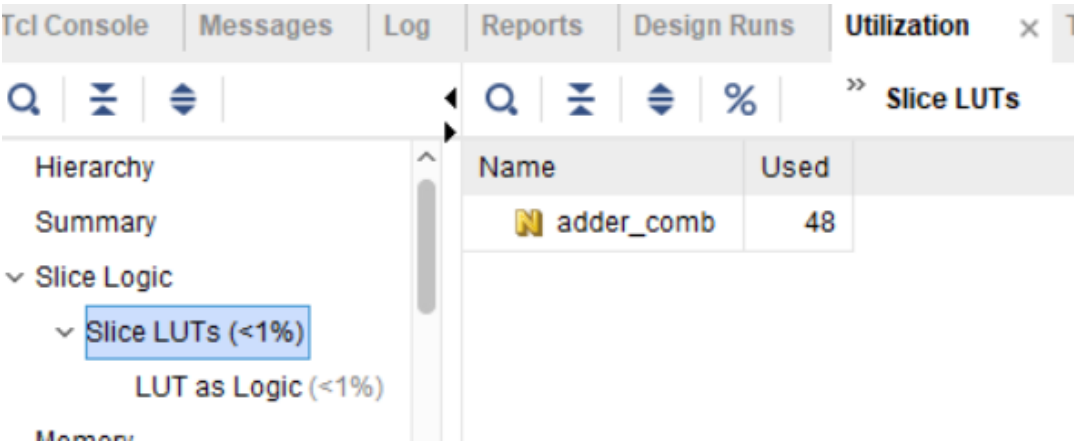 Tcl Console Messages Log Reports Design Runs Utilization
% Slice LUTs
Hierarchy
Summary
Slice Logic
Slice LUTs (<1%)
LUT as Logic (<1%)
Memory
Name Used
N adder_comb 48